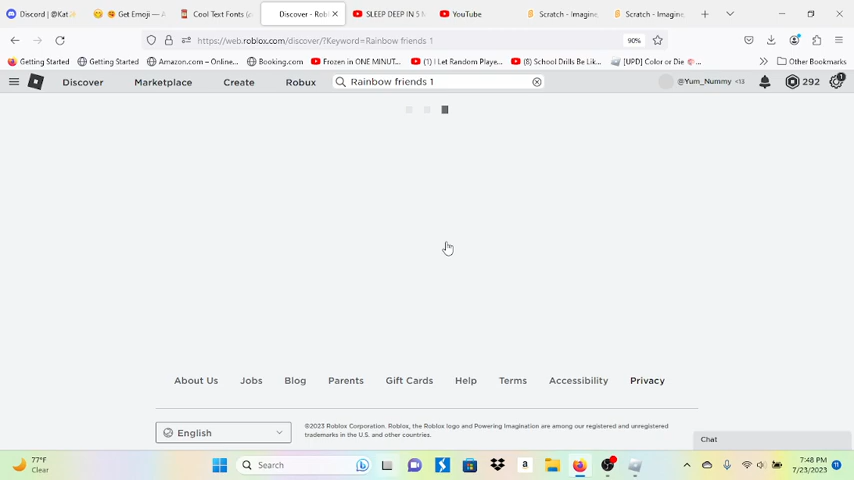 Discord | @Kat
Get Emoji —
Cool Text Fonts
Discover - Rob
SLEEP DEEP IN 5 M
YouTube
Scratch - Imagine,
Scratch - Imagine
https://web.roblox.com/discover/?Keyword=Rainbow friends 1
90%
Getting Started
Getting Started
Amazon.com – Online...
Booking.com
Frozen in ONE MINUT...
(1) I Let Random Playe...
(8) School Drills Be Lik...
[UPD] Color or Die
Other Bookmarks
Discover
Marketplace
Create
Robux
Rainbow friends 1
@Yum_Nummy <13
292
1
About Us
Jobs
Blog
Parents
Gift Cards
Help
Terms
Accessibility
Privacy
English
©2023 Roblox Corporation. Roblox, the Roblox logo and Powering Imagination are among our registered and unregistered
trademarks in the U.S. and other countries.
Chat
77°F
Clear
Search
7:48 PM
7/23/2023